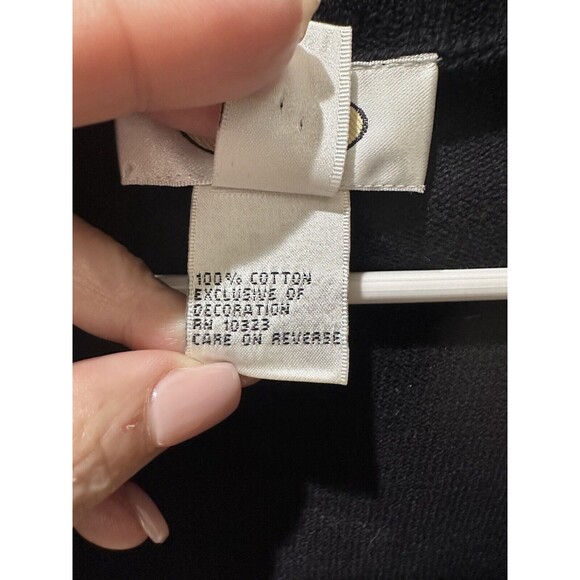 100% COTTON
EXCLUSIVE OF
DECORATION
RN 10323
CARE ON REVERSE